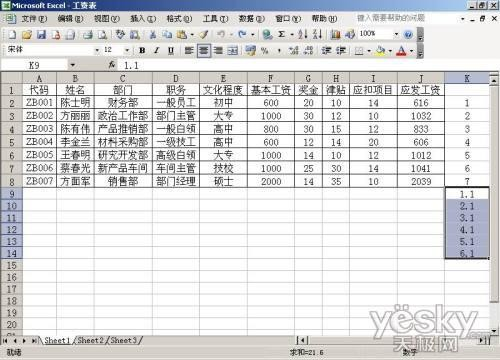 Microsoft Excel - 工资表
文件(F) 编辑(E) 视图(V) 插入(I) 格式(O) 工具(T) 数据(D) 窗口(W) 帮助(H) 键入需要帮助的问题
宋体 12 B I U
K9 1.1
A B C D E F G H I J K
1 代码 姓名 部门 职务 文化程度 基本工资 奖金 津贴 应扣项目 应发工资
2 ZB001 陈士明 财务部 一般员工 初中 600 20 10 14 616 1
3 ZB002 方丽丽 政治工作部 部门主管 大专 1000 30 12 10 1032 2
4 ZB003 陈有伟 产品推销部 一般白领 高中 800 30 15 12 833 3
5 ZB004 李金兰 材料采购部 一级技工 高中 600 12 14 20 606 4
6 ZB005 王春明 研究开发部 高级白领 大专 1000 14 10 12 1012 5
7 ZB006 蔡春光 新产品车间 车间主管 技校 1000 25 30 14 1041 6
8 ZB007 方面军 销售部 部门经理 硕士 2000 14 35 10 2039 7
9 1.1
10 2.1
11 3.1
12 4.1
13 5.1
14 6.1
15
16
17
18
19
20
yesky
天极网
Sheet1 Sheet2 Sheet3
就绪 求和=21.6 数字